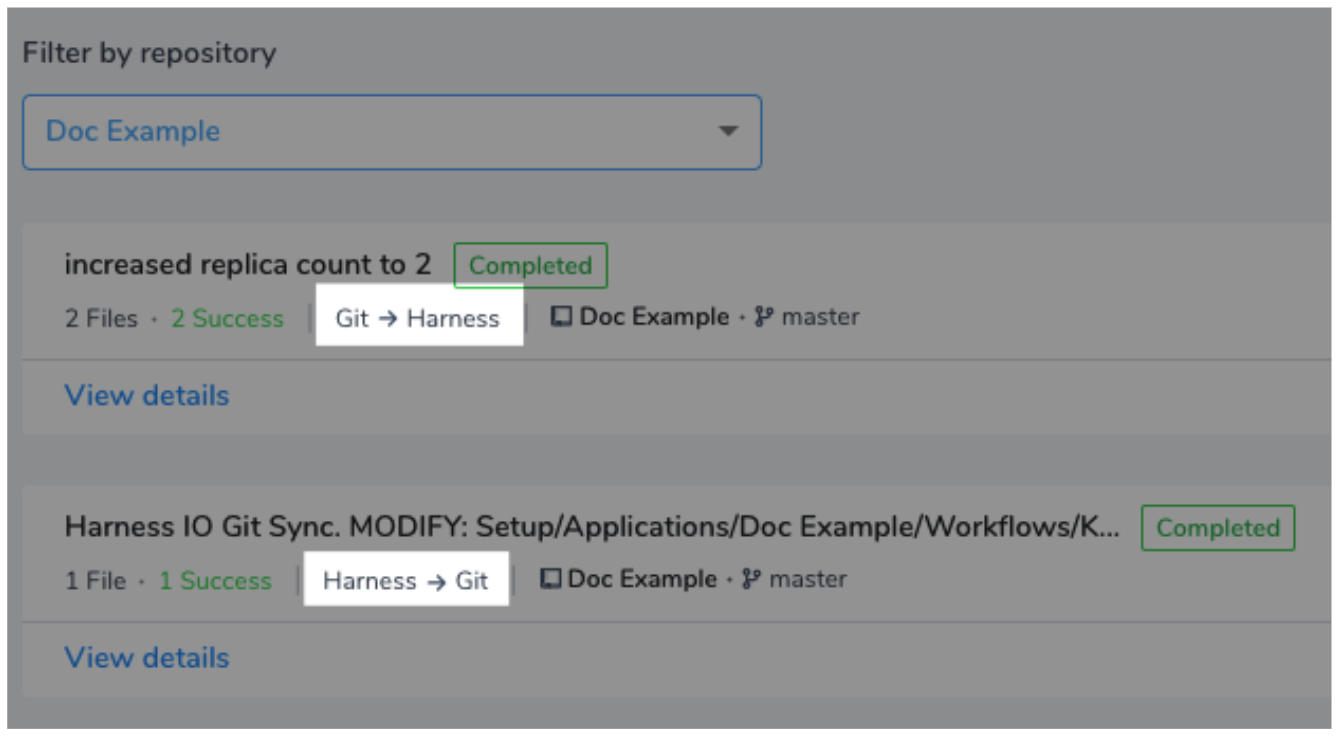 Filter by repository
Doc Example
increased replica count to 2 Completed
2 Files · 2 Success | Git → Harness | Doc Example · master
View details
Harness IO Git Sync. MODIFY: Setup/Applications/Doc Example/Workflows/K... Completed
1 File · 1 Success | Harness → Git | Doc Example · master
View details